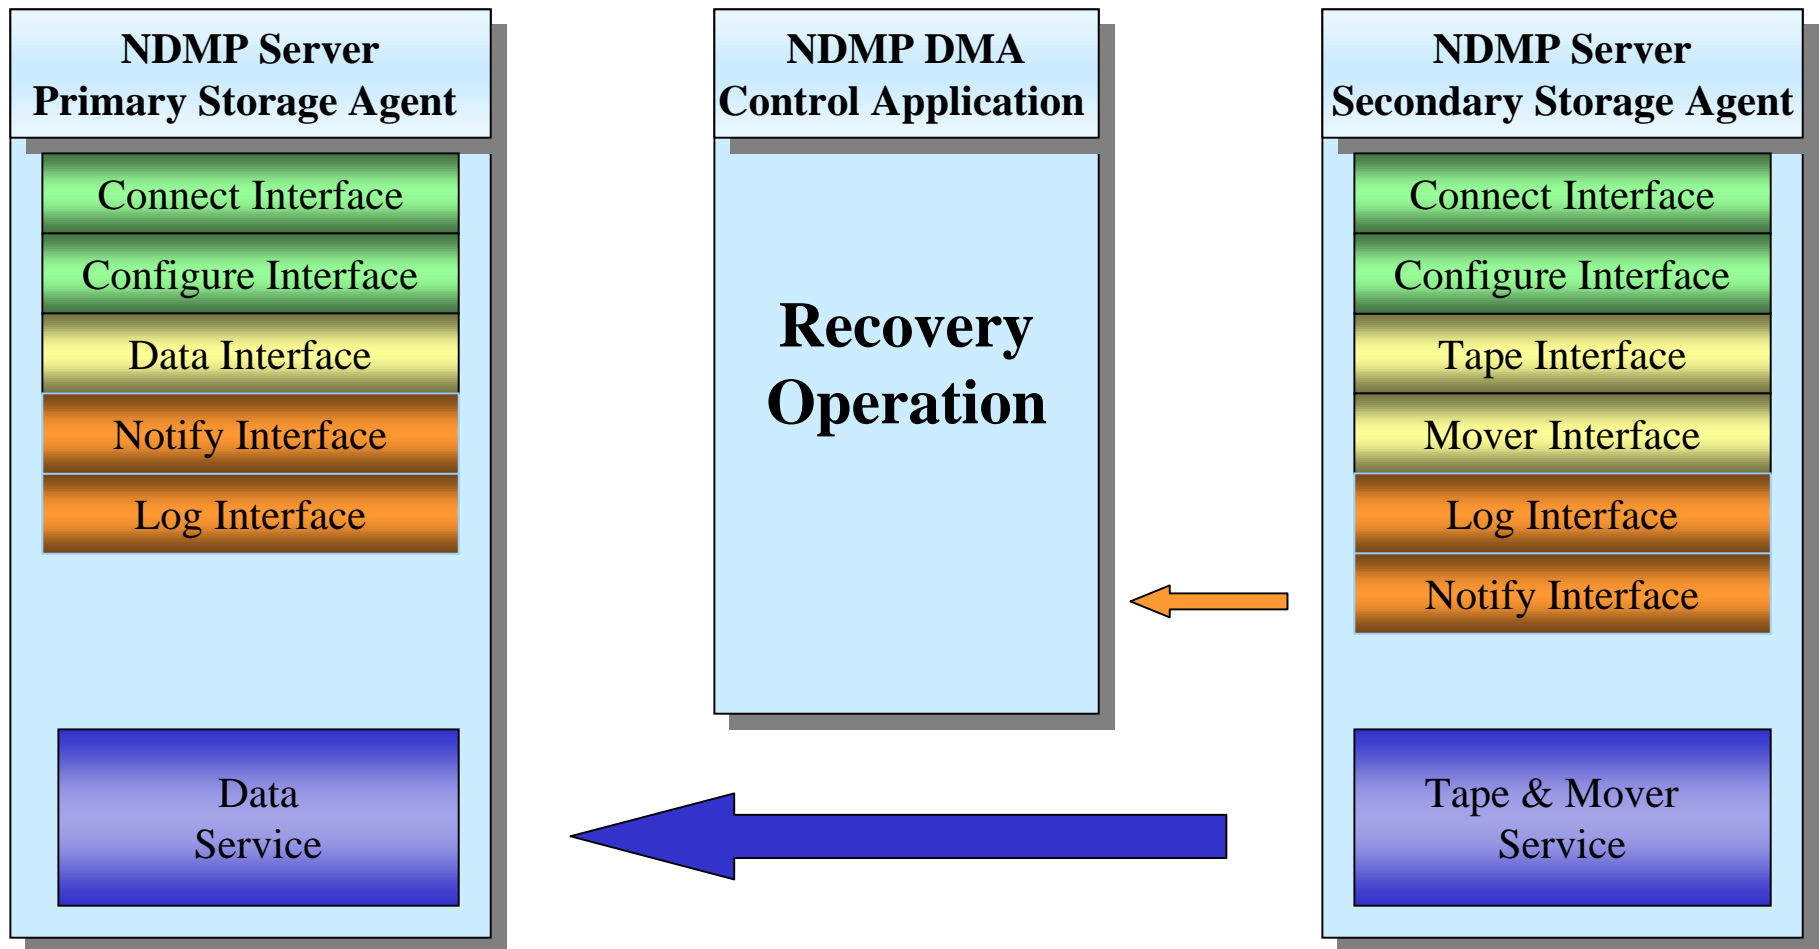 NDMP Server
Primary Storage Agent
Connect Interface
Configure Interface
Data Interface
Notify Interface
Log Interface
Data
Service
NDMP DMA
Control Application
Recovery
Operation
NDMP Server
Secondary Storage Agent
Connect Interface
Configure Interface
Tape Interface
Mover Interface
Log Interface
Notify Interface
Tape & Mover
Service